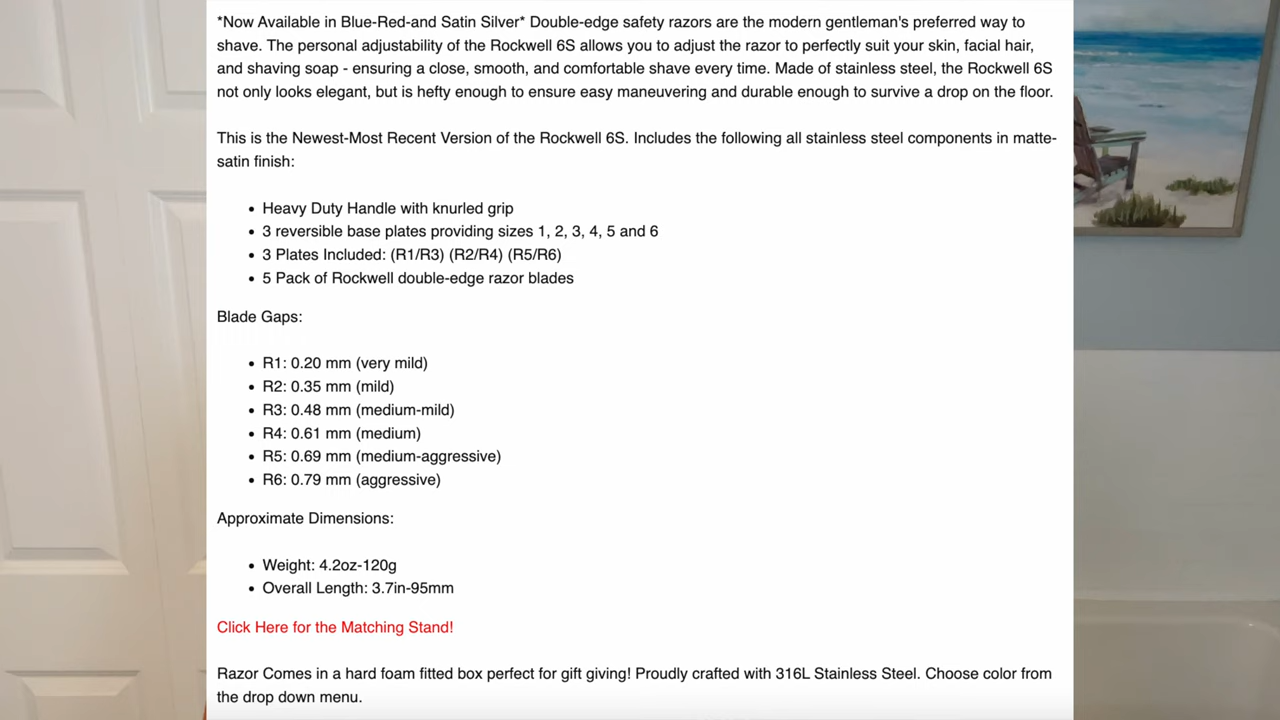 *Now Available in Blue-Red-and Satin Silver* Double-edge safety razors are the modern gentleman's preferred way to
shave. The personal adjustability of the Rockwell 6S allows you to adjust the razor to perfectly suit your skin, facial hair,
and shaving soap - ensuring a close, smooth, and comfortable shave every time. Made of stainless steel, the Rockwell 6S
not only looks elegant, but is hefty enough to ensure easy maneuvering and durable enough to survive a drop on the floor.
This is the Newest-Most Recent Version of the Rockwell 6S. Includes the following all stainless steel components in matte-
satin finish:
• Heavy Duty Handle with knurled grip
• 3 reversible base plates providing sizes 1, 2, 3, 4, 5 and 6
• 3 Plates Included: (R1/R3) (R2/R4) (R5/R6)
• 5 Pack of Rockwell double-edge razor blades
Blade Gaps:
• R1: 0.20 mm (very mild)
• R2: 0.35 mm (mild)
• R3: 0.48 mm (medium-mild)
• R4: 0.61 mm (medium)
• R5: 0.69 mm (medium-aggressive)
• R6: 0.79 mm (aggressive)
Approximate Dimensions:
• Weight: 4.2oz-120g
• Overall Length: 3.7in-95mm
Click Here for the Matching Stand!
Razor Comes in a hard foam fitted box perfect for gift giving! Proudly crafted with 316L Stainless Steel. Choose color from
the drop down menu.